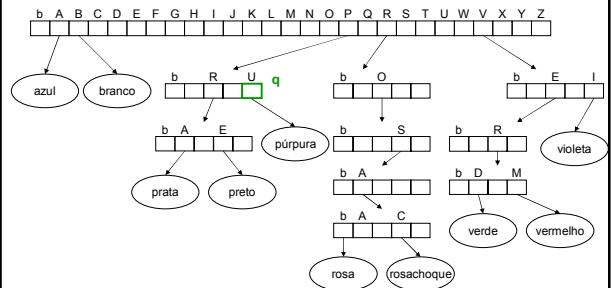 b A B C D E F G H I J K L M N O P Q R S T U W V X Y Z
azul
branco
b R U q
b O
b E I
b A E
púrpura
b S
b R
violeta
prata
preto
b A
b D M
b A C
verde
vermelho
rosa
rosachoque